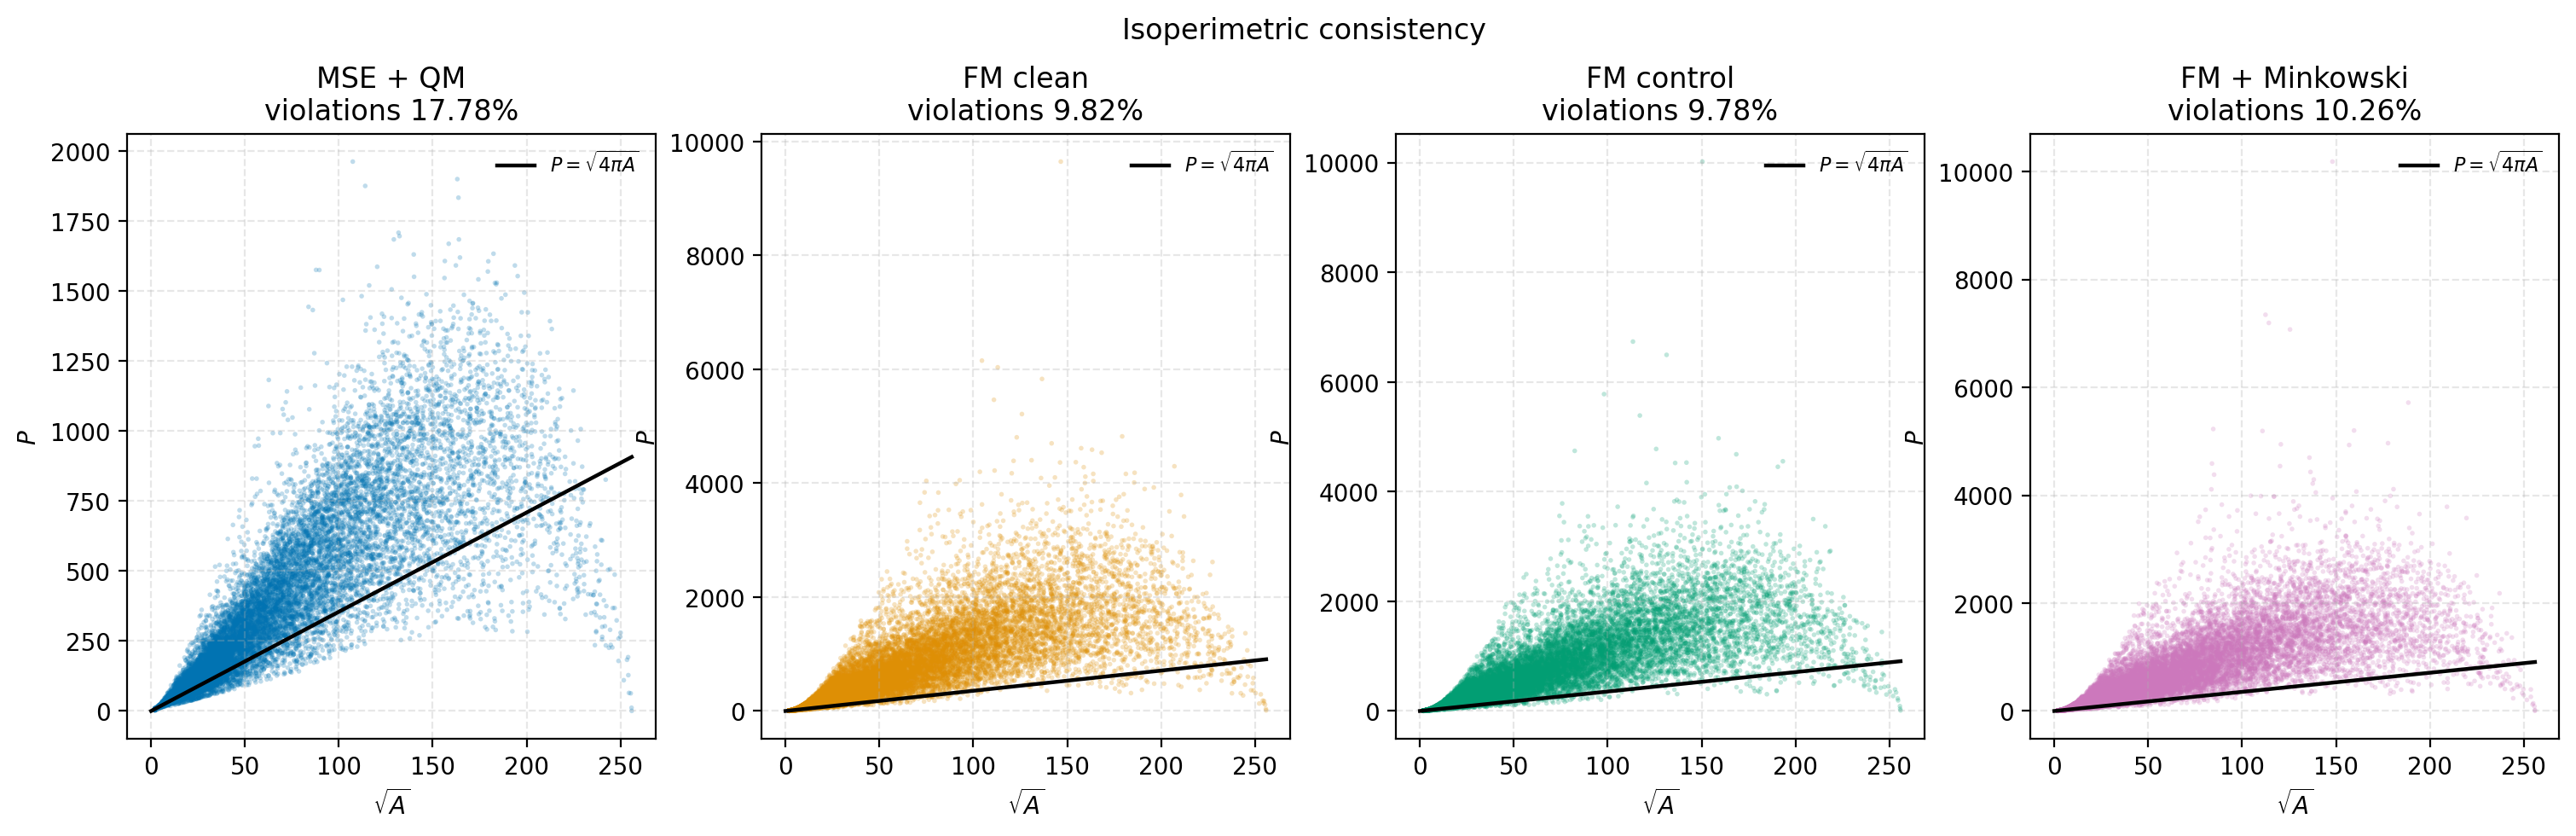 Isoperimetric consistency
MSE + QM
violations 17.78%
2000
1750
1500
1250
1000
750
500
250
0
P
P = √4πA
0 50 100 150 200 250
√A
FM clean
violations 9.82%
10000
8000
6000
4000
2000
0
P
P = √4πA
0 50 100 150 200 250
√A
FM control
violations 9.78%
10000
8000
6000
4000
2000
0
P
P = √4πA
0 50 100 150 200 250
√A
FM + Minkowski
violations 10.26%
10000
8000
6000
4000
2000
0
P
P = √4πA
0 50 100 150 200 250
√A